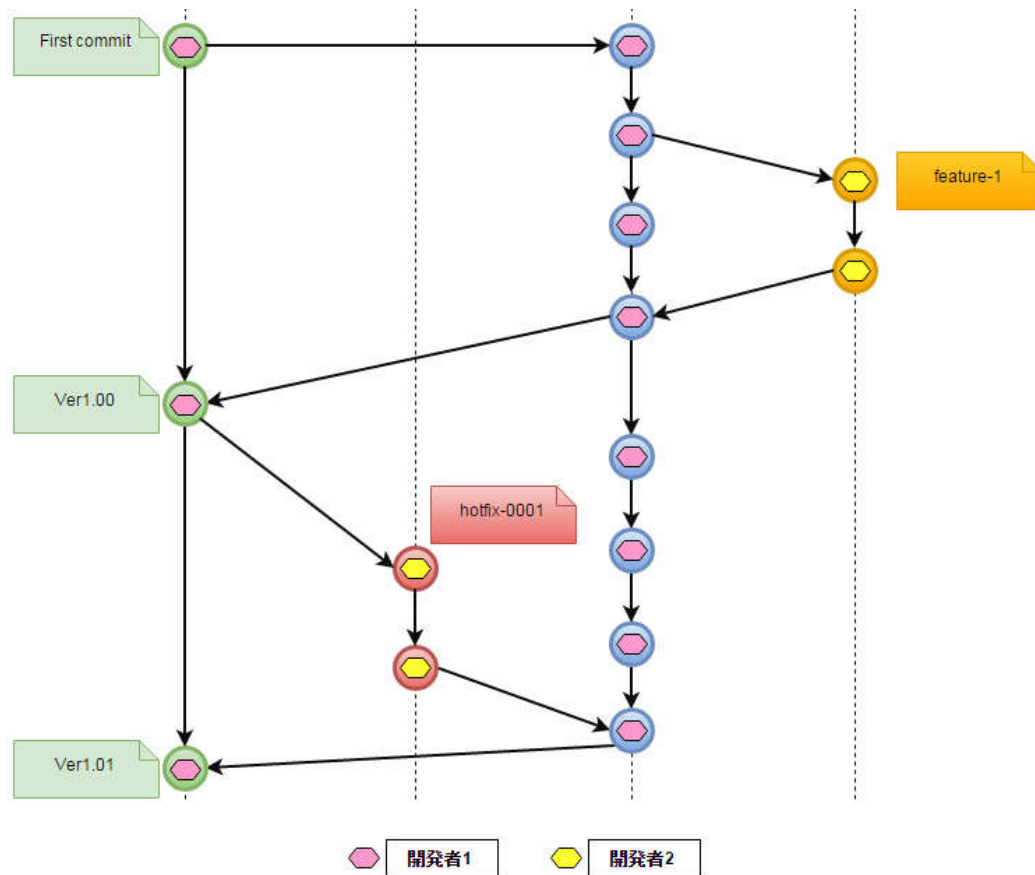 First commit
feature-1
Ver1.00
hotfix-0001
Ver1.01
開発者1
開発者2